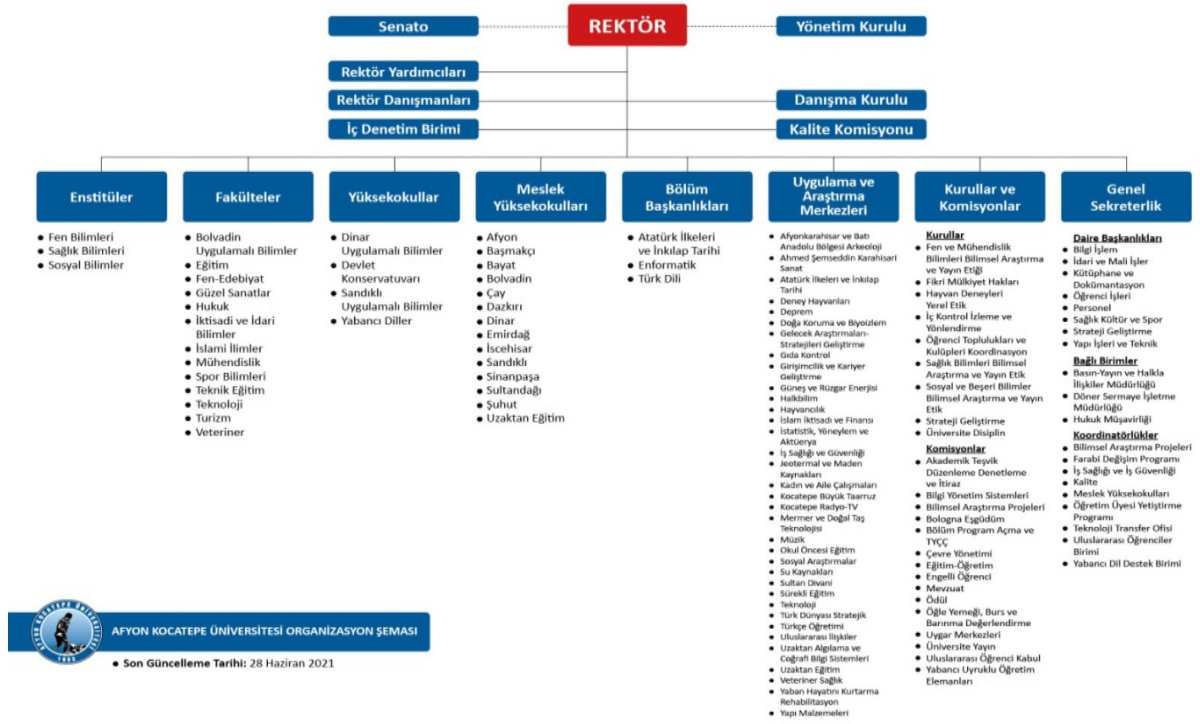 Senato
REKTÖR
Yönetim Kurulu
Rektör Yardımcıları
Rektör Danışmanları
Danışma Kurulu
İç Denetim Birimi
Kalite Komisyonu
Enstitüler
• Fen Bilimleri
• Sağlık Bilimleri
• Sosyal Bilimler
Fakülteler
• Bolvadin
Uygulamalı Bilimler
• Eğitim
• Fen-Edebiyat
• Güzel Sanatlar
• Hukuk
• İktisadi ve İdari
Bilimler
• İslami İlimler
• Mühendislik
• Spor Bilimleri
• Teknik Eğitim
• Teknoloji
• Turizm
• Veteriner
Yüksekokullar
• Dinar
Uygulamalı Bilimler
• Devlet
Konservatuvarı
• Sandıklı
Uygulamalı Bilimler
• Yabancı Diller
Meslek
Yüksekokulları
• Afyon
• Başmakçı
• Bayat
• Bolvadin
• Çay
• Dazkırı
• Dinar
• Emirdağ
• İscehisar
• Sandıklı
• Sinanpaşa
• Sultandağı
• Şuhut
• Uzaktan Eğitim
Bölüm
Başkanlıkları
• Atatürk İlkeleri
ve İnkılap Tarihi
• Enformatik
• Türk Dili
Uygulama ve
Araştırma
Merkezleri
• Afyonkarahisar ve Batı
Anadolu Bölgesi Arkeoloji
• Ahmed Şemseddin Karahisari
Sanat
• Atatürk İlkeleri ve İnkılap
Tarihi
• Deney Hayvanları
• Deprem
• Doğa Koruma ve Biyoizlem
• Gelecek Araştırmaları-
Stratejileri Geliştirme
• Gıda Kontrol
• Girişimcilik ve Kariyer
Geliştirme
• Güneş ve Rüzgar Enerjisi
• Halkbilim
• Hayvancılık
• İslam İktisadı ve Finansı
• İstatistik, Yöneylem ve
Aktüerya
• İş Sağlığı ve Güvenliği
• Jeotermal ve Maden
Kaynakları
• Kadın ve Aile Çalışmaları
• Kocatepe Büyük Taarruz
• Kocatepe Radyo-TV
• Mermer ve Doğal Taş
Teknolojisi
• Müzik
• Okul Öncesi Eğitim
• Sosyal Araştırmalar
• Su Kaynakları
• Sultan Divani
• Sürekli Eğitim
• Teknoloji
• Türk Dünyası Stratejik
• Türkçe Öğretimi
• Uluslararası İlişkiler
• Uzaktan Algılama ve
Coğrafi Bilgi Sistemleri
• Uzaktan Eğitim
• Veteriner Sağlık
• Yaban Hayatını Kurtarma
Rehabilitasyon
• Yapı Malzemeleri
Kurullar ve
Komisyonlar
Kurullar
• Fen ve Mühendislik
Bilimleri Bilimsel Araştırma
ve Yayın Etiği
• Fikri Mülkiyet Hakları
• Hayvan Deneyleri
Yerel Etik
• İç Kontrol İzleme ve
Yönlendirme
• Öğrenci Toplulukları ve
Kulüpleri Koordinasyon
• Sağlık Bilimleri Bilimsel
Araştırma ve Yayın Etik
• Sosyal ve Beşeri Bilimler
Bilimsel Araştırma ve Yayın
Etik
• Strateji Geliştirme
• Üniversite Disiplin
Komisyonlar
• Akademik Teşvik
Düzenleme Denetleme
ve İtiraz
• Bilgi Yönetim Sistemleri
• Bilimsel Araştırma Projeleri
• Bologna Eşgüdüm
• Bölüm Program Açma ve
TYÇÇ
• Çevre Yönetimi
• Eğitim-Öğretim
• Engelli Öğrenci
• Mevzuat
• Ödül
• Öğle Yemeği, Burs ve
Barınma Değerlendirme
• Uygar Merkezleri
• Üniversite Yayın
• Uluslararası Öğrenci Kabul
• Yabancı Uyruklu Öğretim
Elemanları
Genel
Sekreterlik
Daire Başkanlıkları
• Bilgi İşlem
• İdari ve Mali İşler
• Kütüphane ve
Dokümantasyon
• Öğrenci İşleri
• Personel
• Sağlık Kültür ve Spor
• Strateji Geliştirme
• Yapı İşleri ve Teknik
Bağlı Birimler
• Basın-Yayın ve Halkla
İlişkiler Müdürlüğü
• Döner Sermaye İşletme
Müdürlüğü
• Hukuk Müşavirliği
Koordinatörlükler
• Bilimsel Araştırma Projeleri
• Farabi Değişim Programı
• İş Sağlığı ve İş Güvenliği
• Kalite
• Meslek Yüksekokulları
• Öğretim Üyesi Yetiştirme
Programı
• Teknoloji Transfer Ofisi
• Uluslararası Öğrenciler
Birimi
• Yabancı Dil Destek Birimi
AFYON KOCATEPE ÜNİVERSİTESİ
1992
AFYON KOCATEPE ÜNİVERSİTESİ ORGANİZASYON ŞEMASI
• Son Güncelleme Tarihi: 28 Haziran 2021